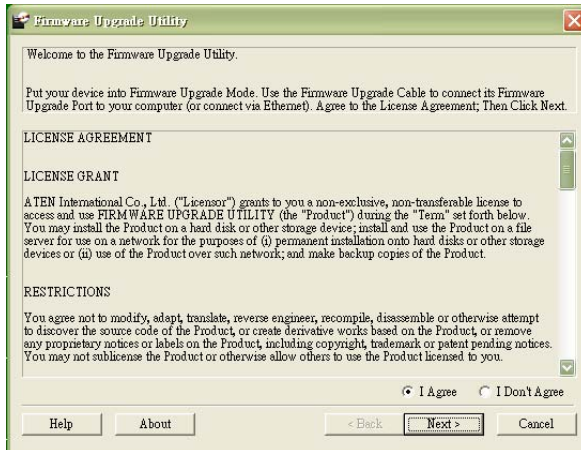 Firmware Upgrade Utility
Welcome to the Firmware Upgrade Utility.
Put your device into Firmware Upgrade Mode. Use the Firmware Upgrade Cable to connect its Firmware
Upgrade Port to your computer (or connect via Ethernet). Agree to the License Agreement; Then Click Next.
LICENSE AGREEMENT
LICENSE GRANT
ATEN International Co., Ltd. ("Licensor") grants to you a non-exclusive, non-transferable license to
access and use FIRMWARE UPGRADE UTILITY (the "Product") during the "Term" set forth below.
You may install the Product on a hard disk or other storage device; install and use the Product on a file
server for use on a network for the purposes of (i) permanent installation onto hard disks or other storage
devices or (ii) use of the Product over such network; and make backup copies of the Product.
RESTRICTIONS
You agree not to modify, adapt, translate, reverse engineer, recompile, disassemble or otherwise attempt
to discover the source code of the Product, or create derivative works based on the Product, or remove
any proprietary notices or labels on the Product, including copyright, trademark or patent pending notices.
You may not sublicense the Product or otherwise allow others to use the Product licensed to you.
I Agree
I Don't Agree
Help
About
< Back
Next >
Cancel